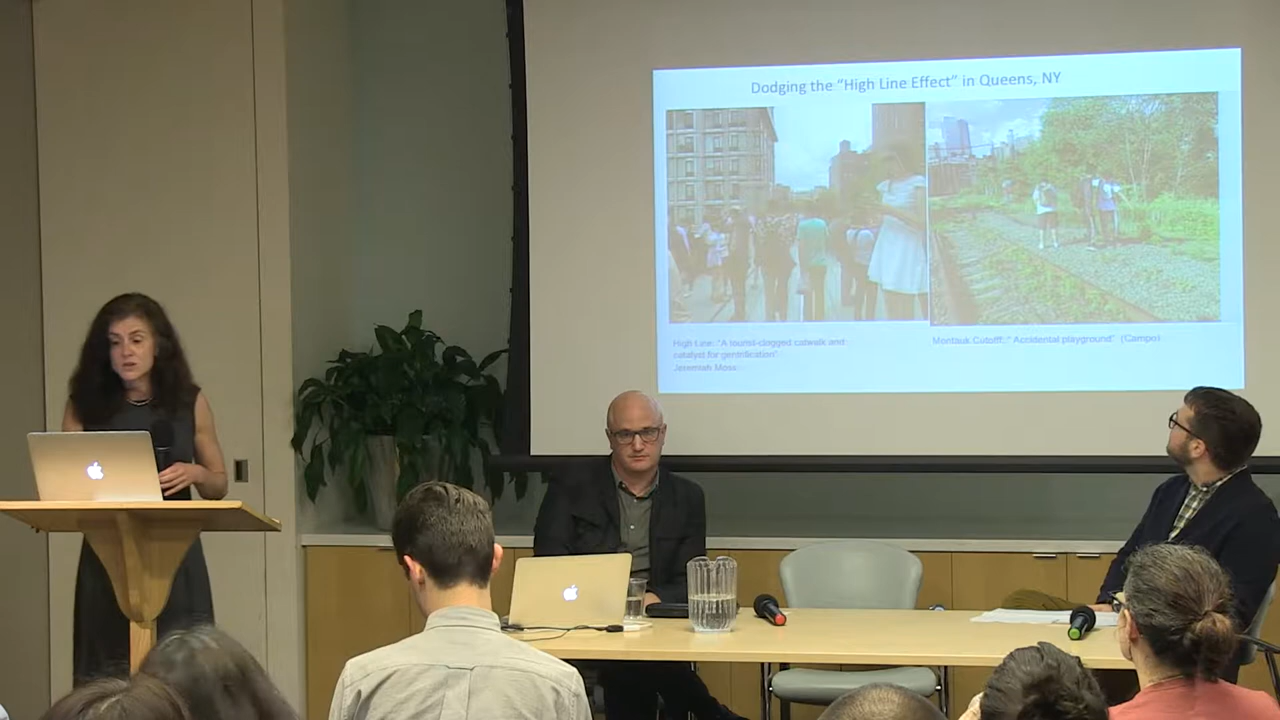 Dodging the “High Line Effect” in Queens, NY
High Line: “A tourist-clogged catwalk and
catalyst for gentrification”
Jeremiah Moss
Montauk Cutoff: “ Accidental playground” (Campo)